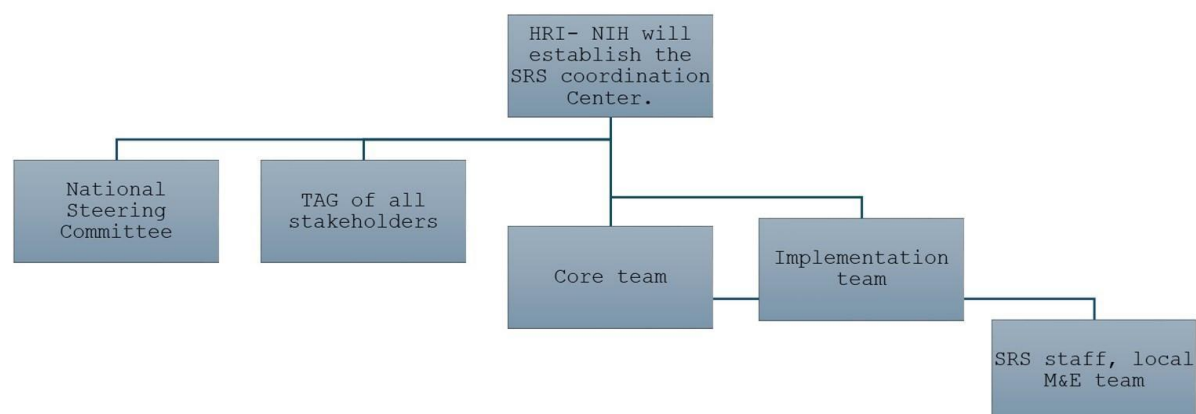 HRI- NIH will
establish the
SRS coordination
Center.
National
Steering
Committee
TAG of all
stakeholders
Core team
Implementation
team
SRS staff, local
M&E team